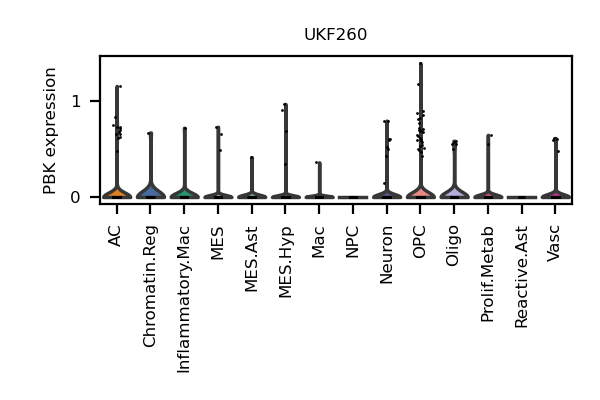 UKF260
PBK expression
1
0
AC
Chromatin.Reg
Inflammatory.Mac
MES
MES.Ast
MES.Hyp
Mac
NPC
Neuron
OPC
Oligo
Prolif.Metab
Reactive.Ast
Vasc